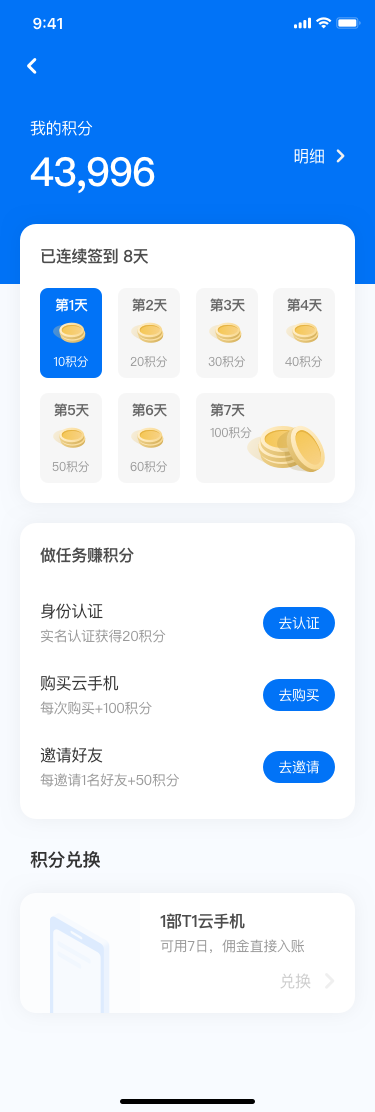 9:41
我的积分
43,996
明细
已连续签到 8天
第1天
10积分
第2天
20积分
第3天
30积分
第4天
40积分
第5天
50积分
第6天
60积分
第7天
100积分
做任务赚积分
身份认证
实名认证获得20积分
去认证
购买云手机
每次购买+100积分
去购买
邀请好友
每邀请1名好友+50积分
去邀请
积分兑换
1部T1云手机
可用7日，佣金直接入账
兑换